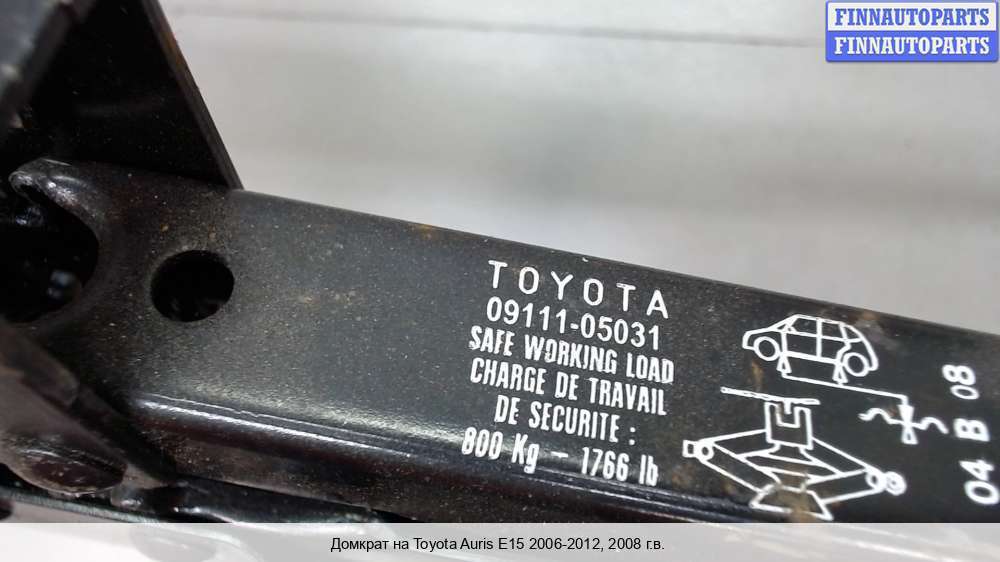 FINNAUTOPARTS
FINNAUTOPARTS
TOYOTA
09111-05031
SAFE WORKING LOAD
CHARGE DE TRAVAIL
DE SECURITE :
800 Kg - 1766 lb
04 B 08
Домкрат на Toyota Auris E15 2006-2012, 2008 г.в.